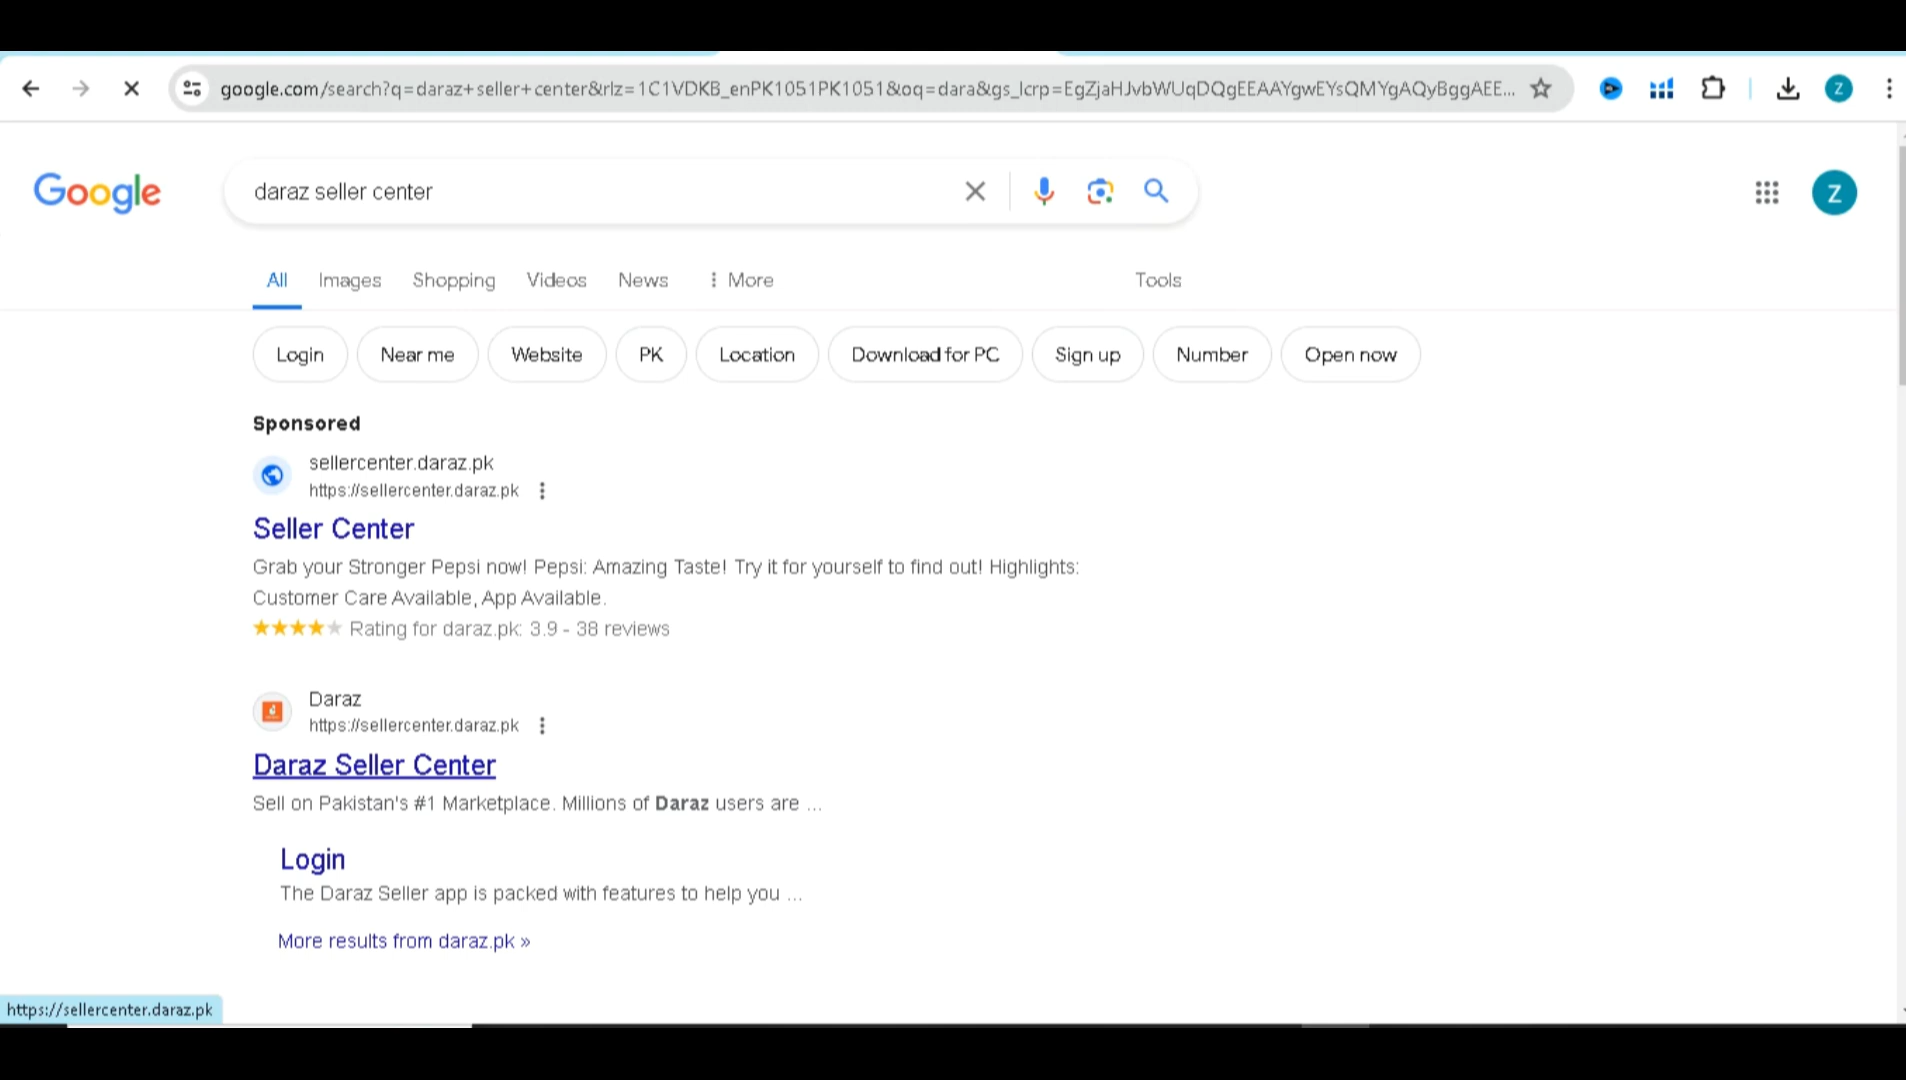 google.com/search?q=daraz+seller+center&rlz=1C1VDKB_enPK1051PK1051&oq=dara&gs_lcrp=EgZjaHJvbWUqDQgEEAAYgwEYsQMYgAQyBggAEE...
Z
Google
daraz seller center
Z
All Images Shopping Videos News More Tools
Login Near me Website PK Location Download for PC Sign up Number Open now
Sponsored
sellercenter.daraz.pk
https://sellercenter.daraz.pk
Seller Center
Grab your Stronger Pepsi now! Pepsi: Amazing Taste! Try it for yourself to find out! Highlights:
Customer Care Available, App Available.
Rating for daraz.pk: 3.9 - 38 reviews
Daraz
https://sellercenter.daraz.pk
Daraz Seller Center
Sell on Pakistan's #1 Marketplace. Millions of Daraz users are ...
Login
The Daraz Seller app is packed with features to help you ...
More results from daraz.pk »
https://sellercenter.daraz.pk